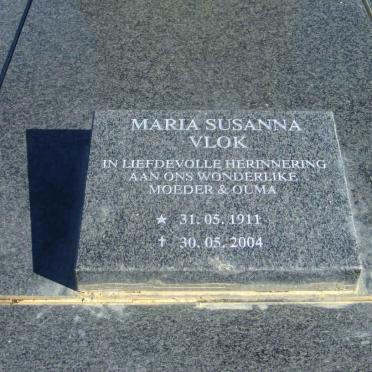 MARIA SUSANNA
VLOK
IN LIEFDEVOLLE HERINNERING
AAN ONS WONDERLIKE
MOEDER & OUMA
★ 31. 05. 1911
✝ 30. 05. 2004